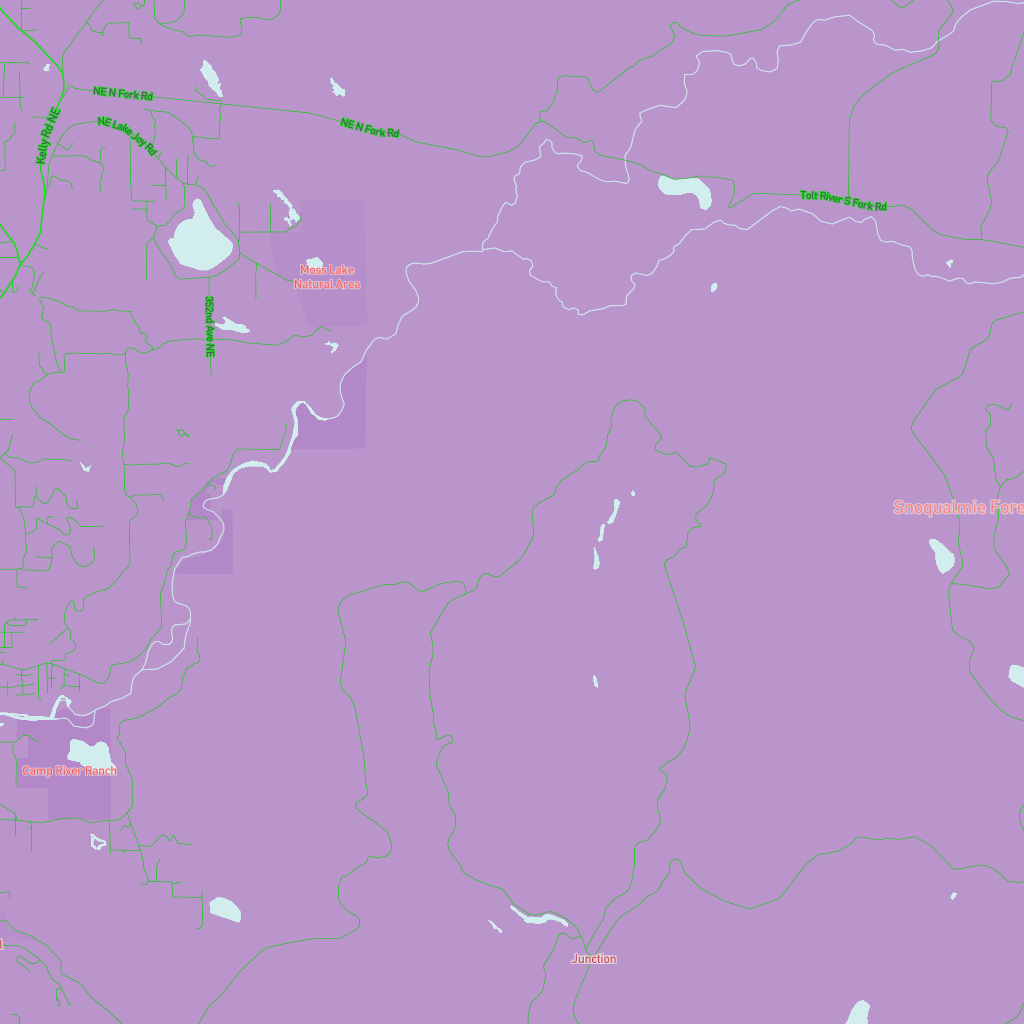 NE N Fork Rd
NE Lake Joy Rd
Kelly Rd NE
NE N Fork Rd
Tolt River S Fork Rd
Moss Lake
Natural Area
352nd Ave NE
Snoqualmie Fore
Camp River Ranch
Junction